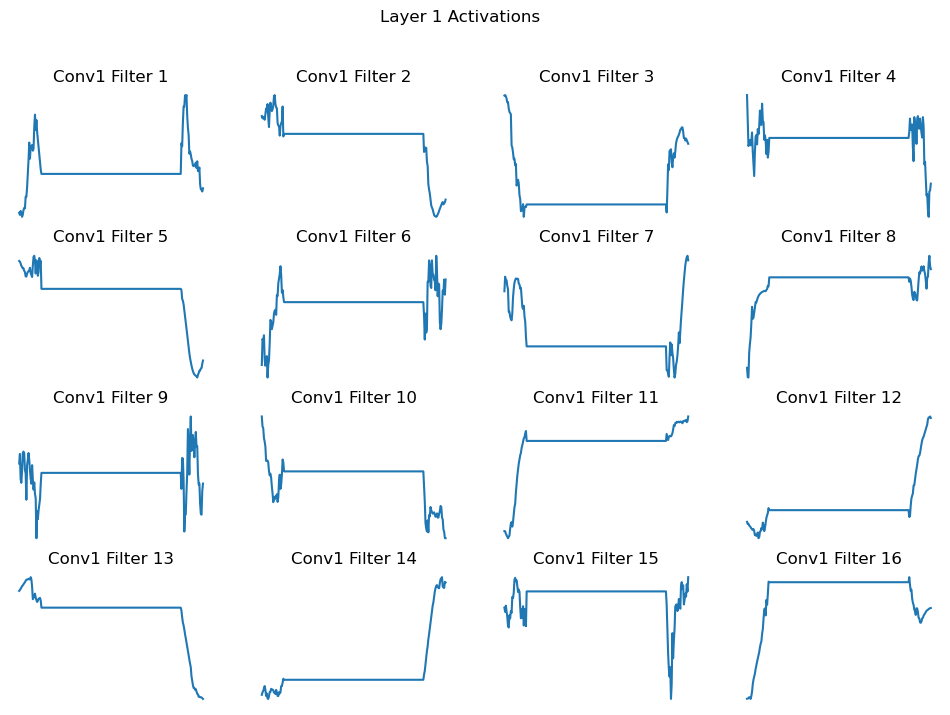 Layer 1 Activations
Conv1 Filter 1
Conv1 Filter 2
Conv1 Filter 3
Conv1 Filter 4
Conv1 Filter 5
Conv1 Filter 6
Conv1 Filter 7
Conv1 Filter 8
Conv1 Filter 9
Conv1 Filter 10
Conv1 Filter 11
Conv1 Filter 12
Conv1 Filter 13
Conv1 Filter 14
Conv1 Filter 15
Conv1 Filter 16